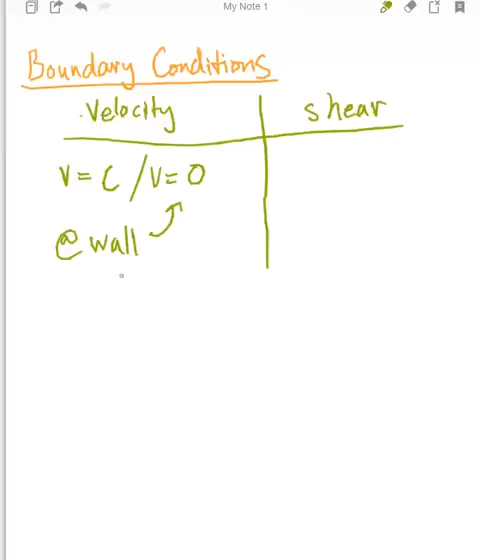 My Note 1
Boundary Conditions
Velocity shear
V = C / V = 0
@ wall